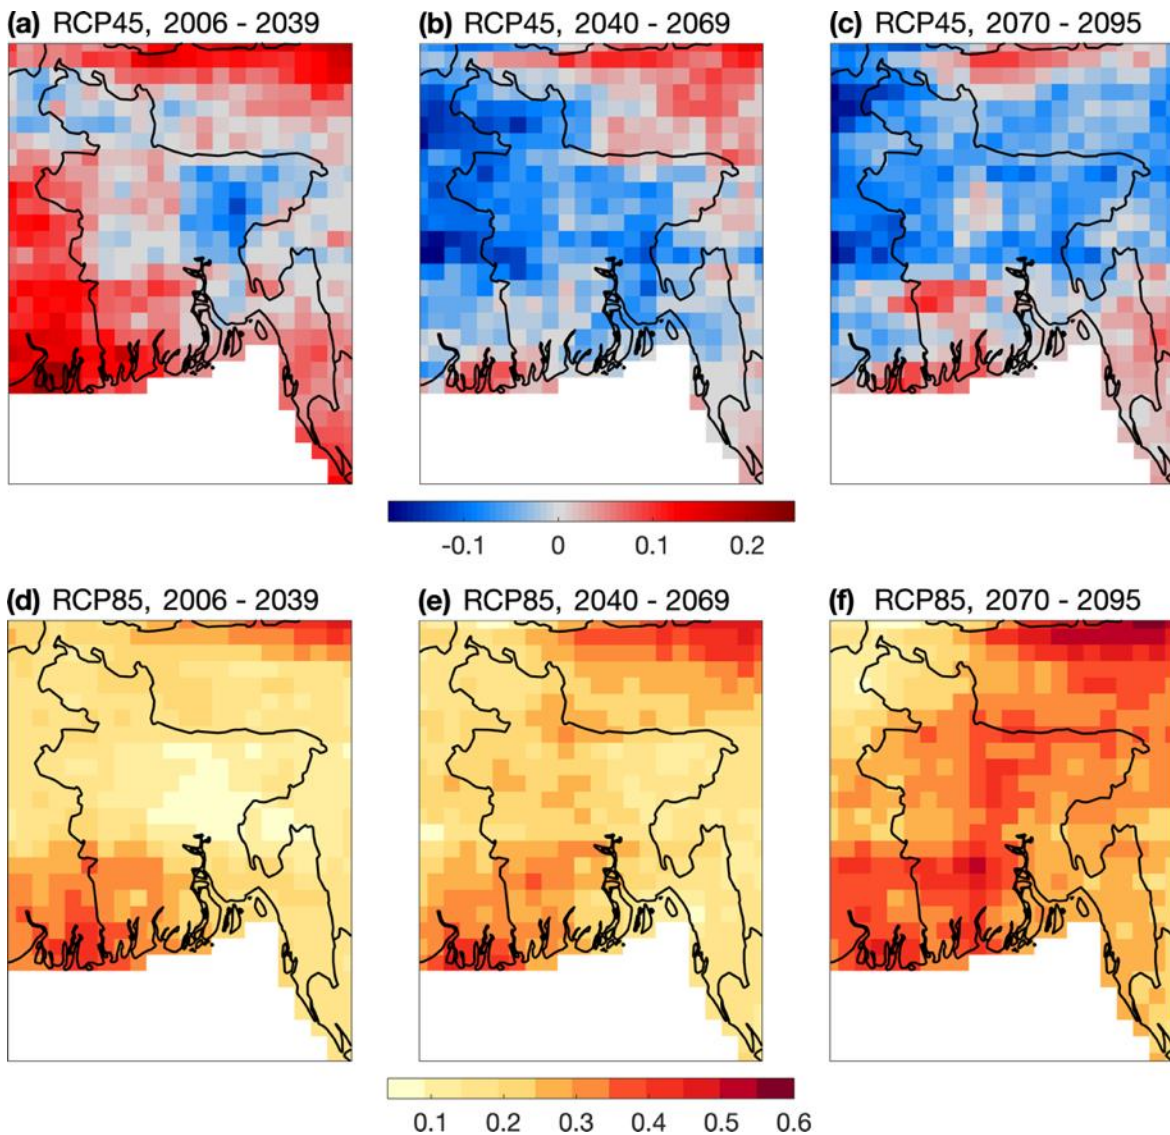 (a) RCP45, 2006 - 2039
(b) RCP45, 2040 - 2069
(c) RCP45, 2070 - 2095
-0.1 0 0.1 0.2
(d) RCP85, 2006 - 2039
(e) RCP85, 2040 - 2069
(f) RCP85, 2070 - 2095
0.1 0.2 0.3 0.4 0.5 0.6